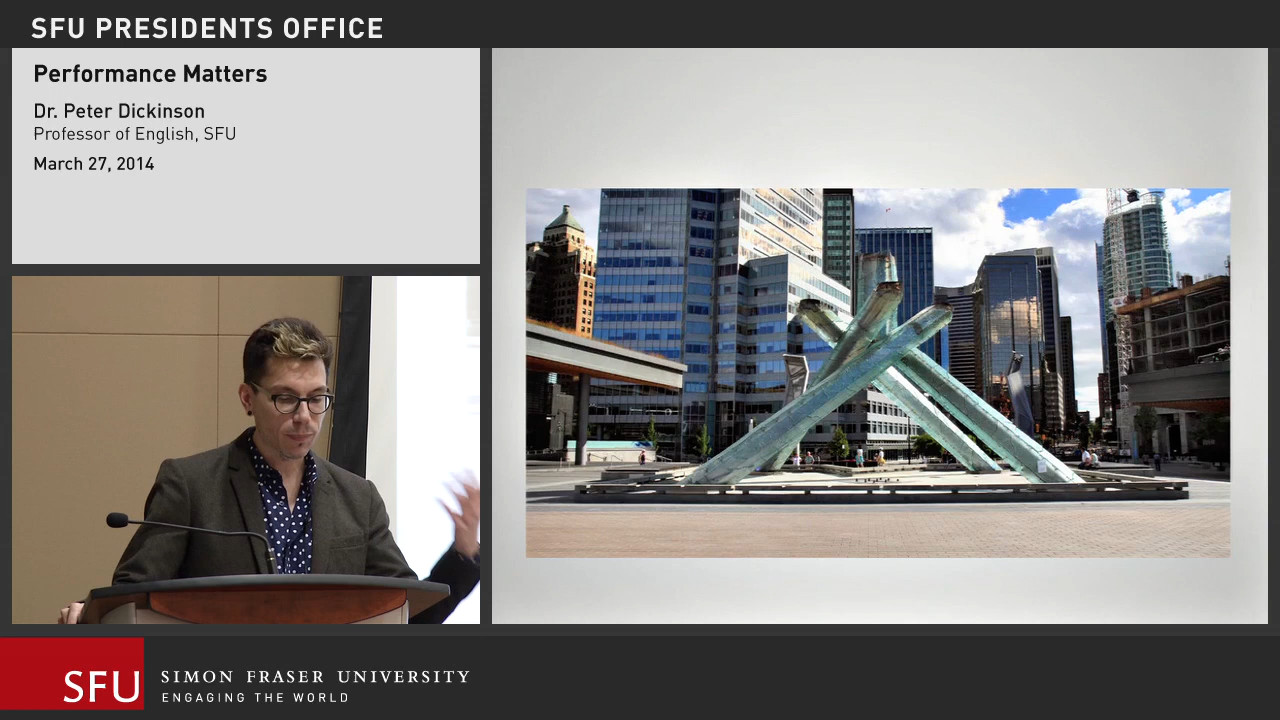 SFU PRESIDENTS OFFICE
Performance Matters
Dr. Peter Dickinson
Professor of English, SFU
March 27, 2014
SFU
SIMON FRASER UNIVERSITY
ENGAGING THE WORLD